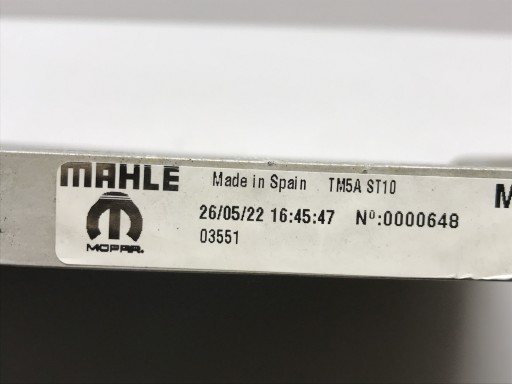 MAHLE Made in Spain TM5A ST10 M
26/05/22 16:45:47 Nº:0000648
MOPAR. 03551